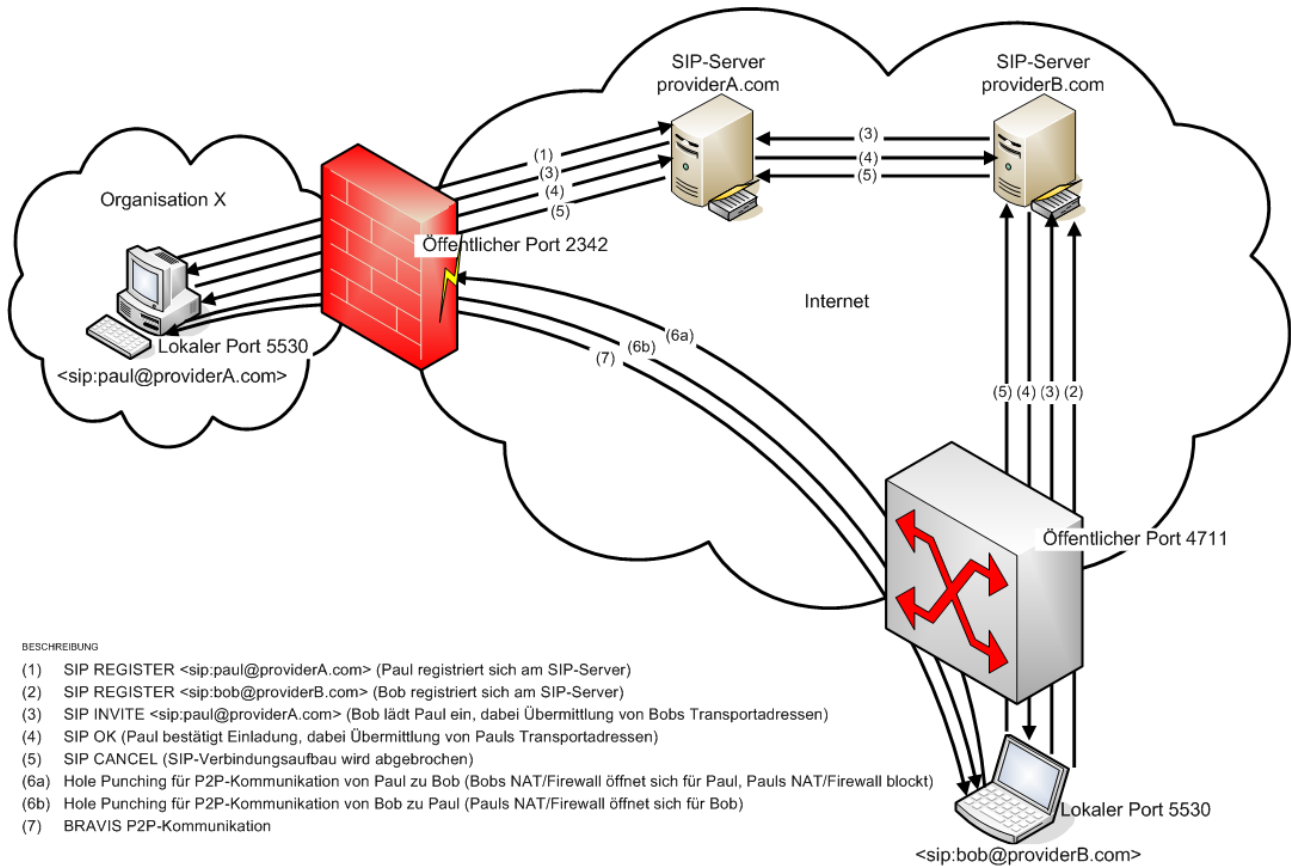 SIP-Server
providerA.com
SIP-Server
providerB.com
(1)
(3)
(4)
(5)
(3)
(4)
(5)
Organisation X
Öffentlicher Port 2342
Internet
Lokaler Port 5530
<sip:paul@providerA.com>
(6a)
(6b)
(7)
(5) (4) (3) (2)
Öffentlicher Port 4711
BESCHREIBUNG
(1) SIP REGISTER <sip:paul@providerA.com> (Paul registriert sich am SIP-Server)
(2) SIP REGISTER <sip:bob@providerB.com> (Bob registriert sich am SIP-Server)
(3) SIP INVITE <sip:paul@providerA.com> (Bob lädt Paul ein, dabei Übermittlung von Bobs Transportadressen)
(4) SIP OK (Paul bestätigt Einladung, dabei Übermittlung von Pauls Transportadressen)
(5) SIP CANCEL (SIP-Verbindungsaufbau wird abgebrochen)
(6a) Hole Punching für P2P-Kommunikation von Paul zu Bob (Bobs NAT/Firewall öffnet sich für Paul, Pauls NAT/Firewall blockt)
(6b) Hole Punching für P2P-Kommunikation von Bob zu Paul (Pauls NAT/Firewall öffnet sich für Bob)
(7) BRAVIS P2P-Kommunikation
Lokaler Port 5530
<sip:bob@providerB.com>